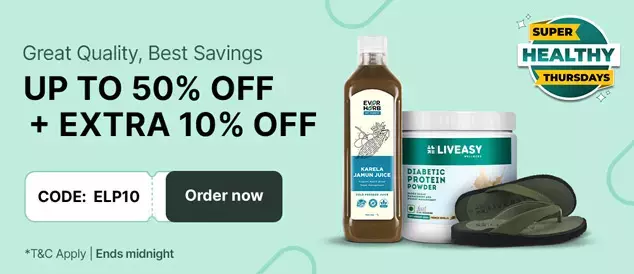 Great Quality, Best Savings
UP TO 50% OFF
+ EXTRA 10% OFF
CODE: ELP10
Order now
*T&C Apply | Ends midnight
SUPER
HEALTHY
THURSDAYS
EVER
HERB
KARELA
JAMUN JUICE
LIVEASY
WELLNESS
DIABETIC
PROTEIN
POWDER